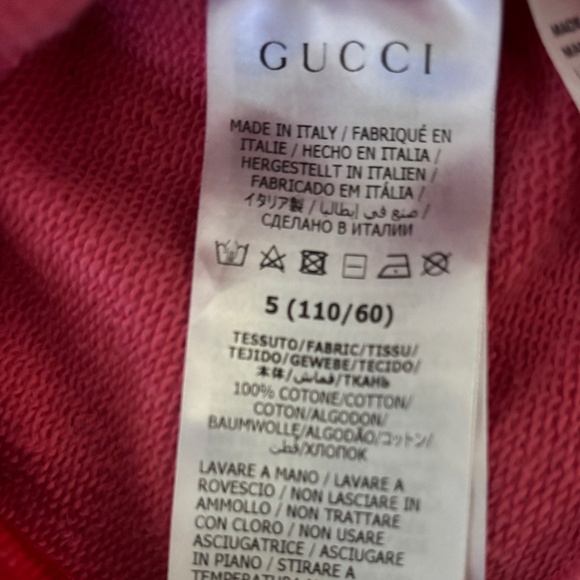 GUCCI
MADE IN ITALY / FABRIQUÉ EN
ITALIE / HECHO EN ITALIA /
HERGESTELLT IN ITALIEN /
FABRICADO EM ITÁLIA /
イタリア製 / صنع في إيطاليا /
СДЕЛАНО В ИТАЛИИ
5 (110/60)
TESSUTO/FABRIC/TISSU/
TEJIDO/GEWEBE/TECIDO/
本体/قماش/ТКАНЬ
100% COTONE/COTTON/
COTON/ALGODON/
BAUMWOLLE/ALGODÃO/コットン/
قطن/ХЛОПОК
LAVARE A MANO / LAVARE A
ROVESCIO / NON LASCIARE IN
AMMOLLO / NON TRATTARE
CON CLORO / NON USARE
ASCIUGATRICE / ASCIUGARE
IN PIANO / STIRARE A
TEMPERATURA
MADE